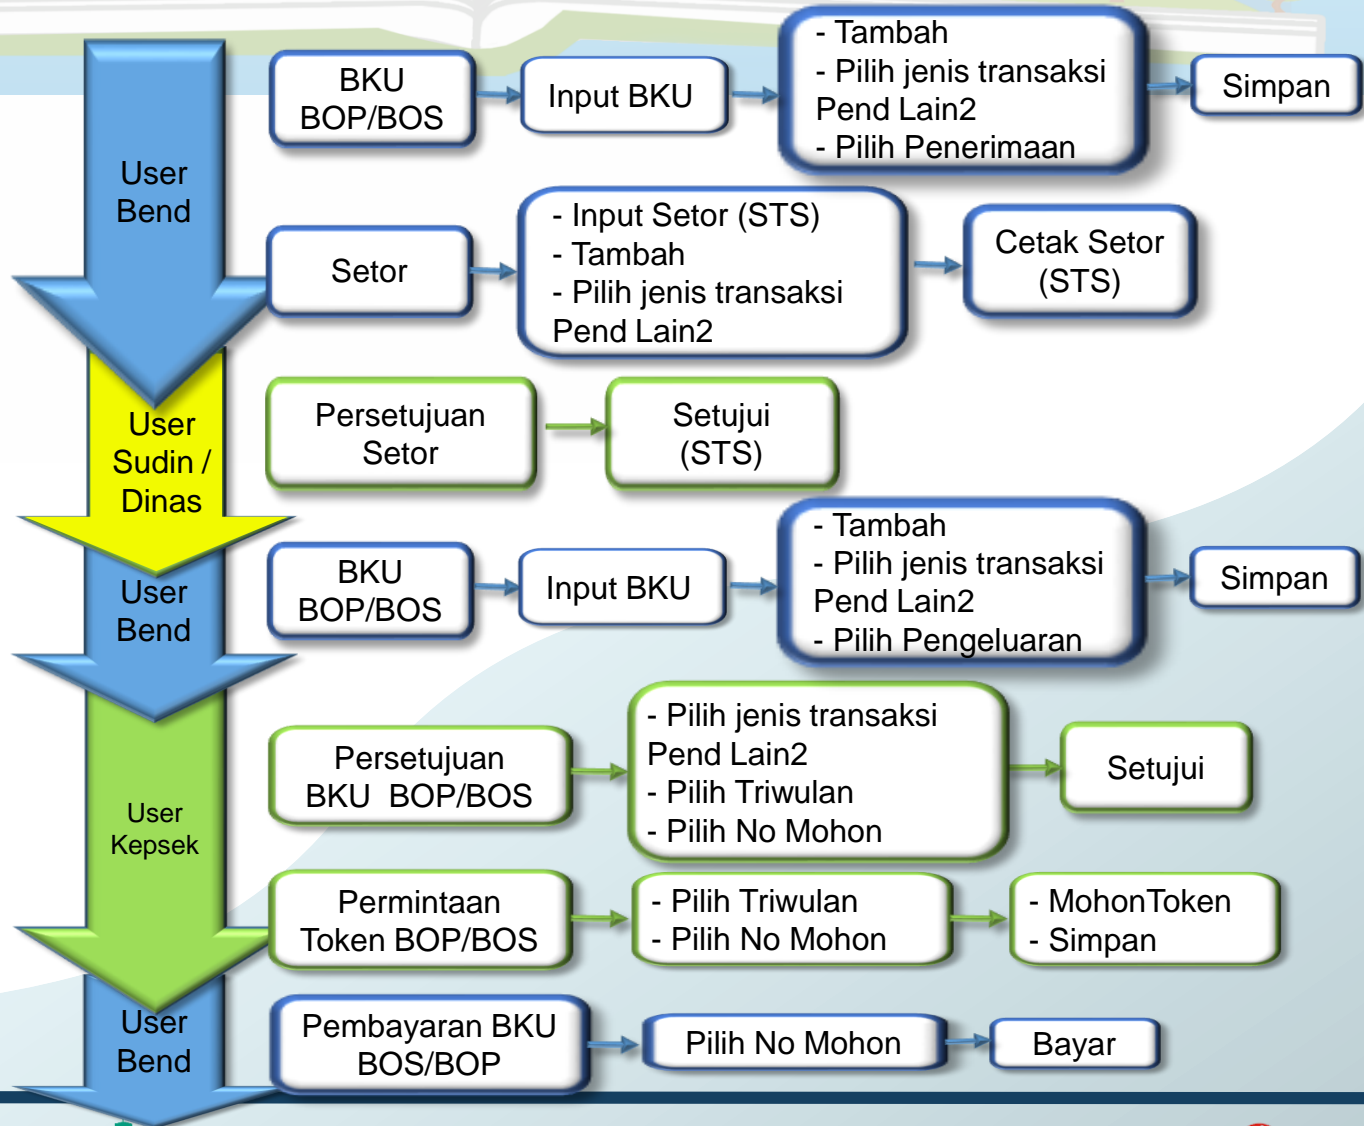 User
Bend
BKU
BOP/BOS
Input BKU
- Tambah
- Pilih jenis transaksi
Pend Lain2
- Pilih Penerimaan
Simpan
Setor
- Input Setor (STS)
- Tambah
- Pilih jenis transaksi
Pend Lain2
Cetak Setor
(STS)
User
Sudin /
Dinas
Persetujuan
Setor
Setujui
(STS)
User
Bend
BKU
BOP/BOS
Input BKU
- Tambah
- Pilih jenis transaksi
Pend Lain2
- Pilih Pengeluaran
Simpan
User
Kepsek
Persetujuan
BKU  BOP/BOS
- Pilih jenis transaksi
Pend Lain2
- Pilih Triwulan
- Pilih No Mohon
Setujui
Permintaan
Token BOP/BOS
- Pilih Triwulan
- Pilih No Mohon
- MohonToken
- Simpan
User
Bend
Pembayaran BKU
BOS/BOP
Pilih No Mohon
Bayar